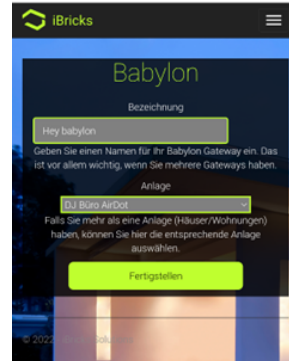 iBricks
Babylon
Bezeichnung
Hey babylon
Geben Sie einen Namen für Ihr Babylon Gateway ein. Das
ist vor allem wichtig, wenn Sie mehrere Gateways haben.
Anlage
DJ Büro AirDot
Falls Sie mehr als eine Anlage (Häuser/Wohnungen)
haben, können Sie hier die entsprechende Anlage
auswählen.
Fertigstellen
© 2022